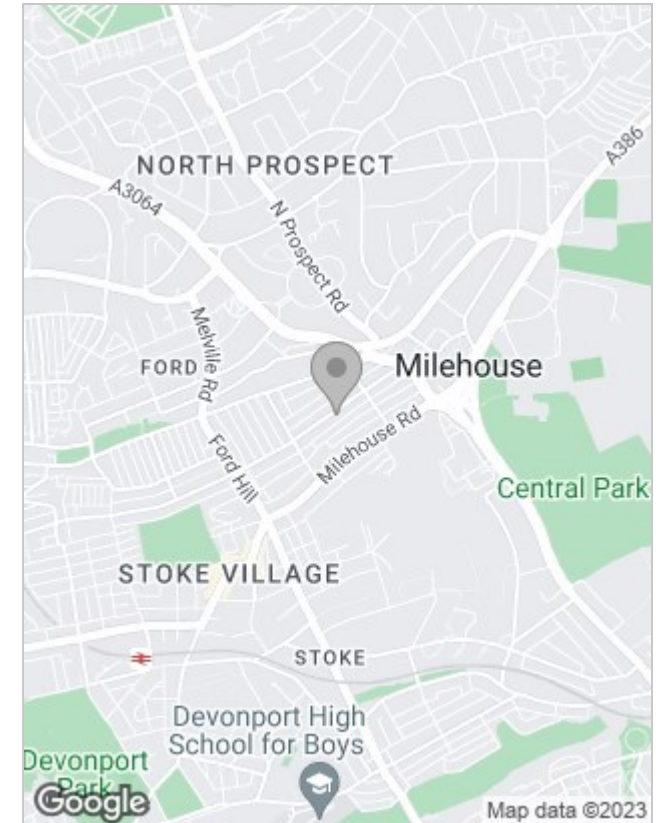 A386
NORTH PROSPECT
A3064
N Prospect Rd
Melville Rd
FORD
Milehouse
Milehouse Rd
Ford Hill
Central Park
STOKE VILLAGE
STOKE
Devonport High
School for Boys
Devonport
Park
Google
Map data ©2023